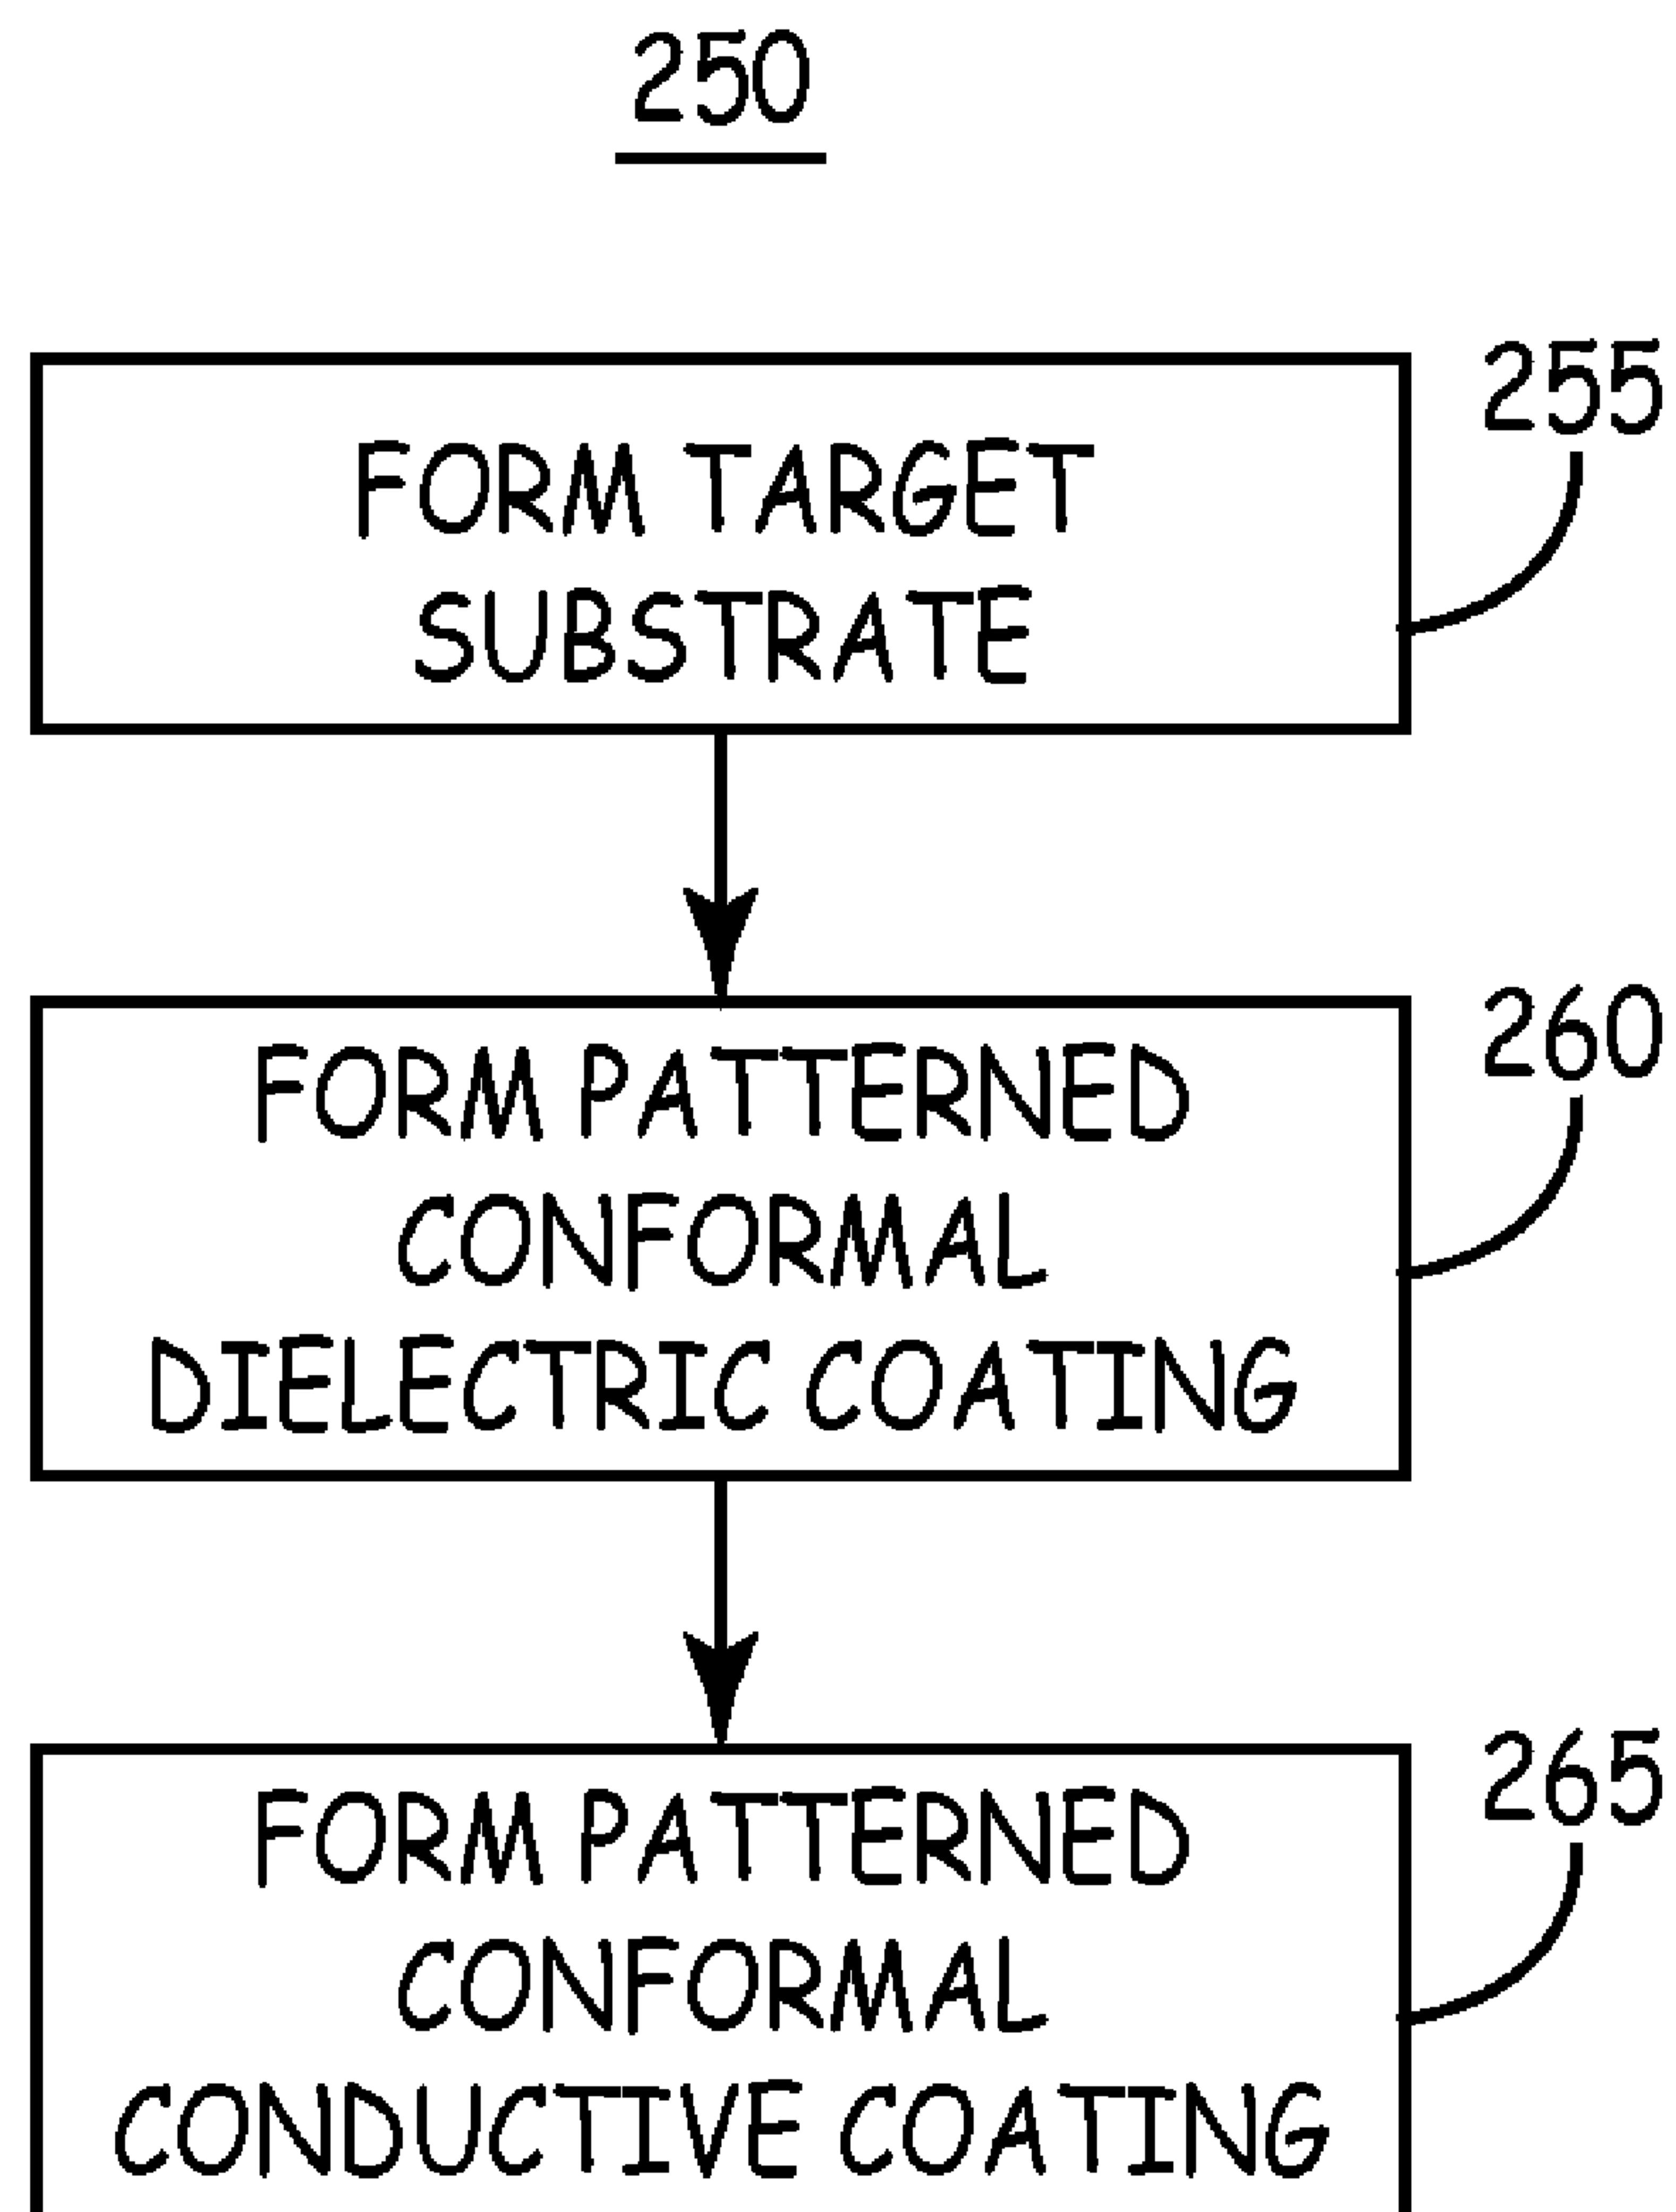 250
255
FORM TARGET
SUBSTRATE
260
FORM PATTERNED
CONFORMAL
DIELECTRIC COATING
265
FORM PATTERNED
CONFORMAL
CONDUCTIVE COATING